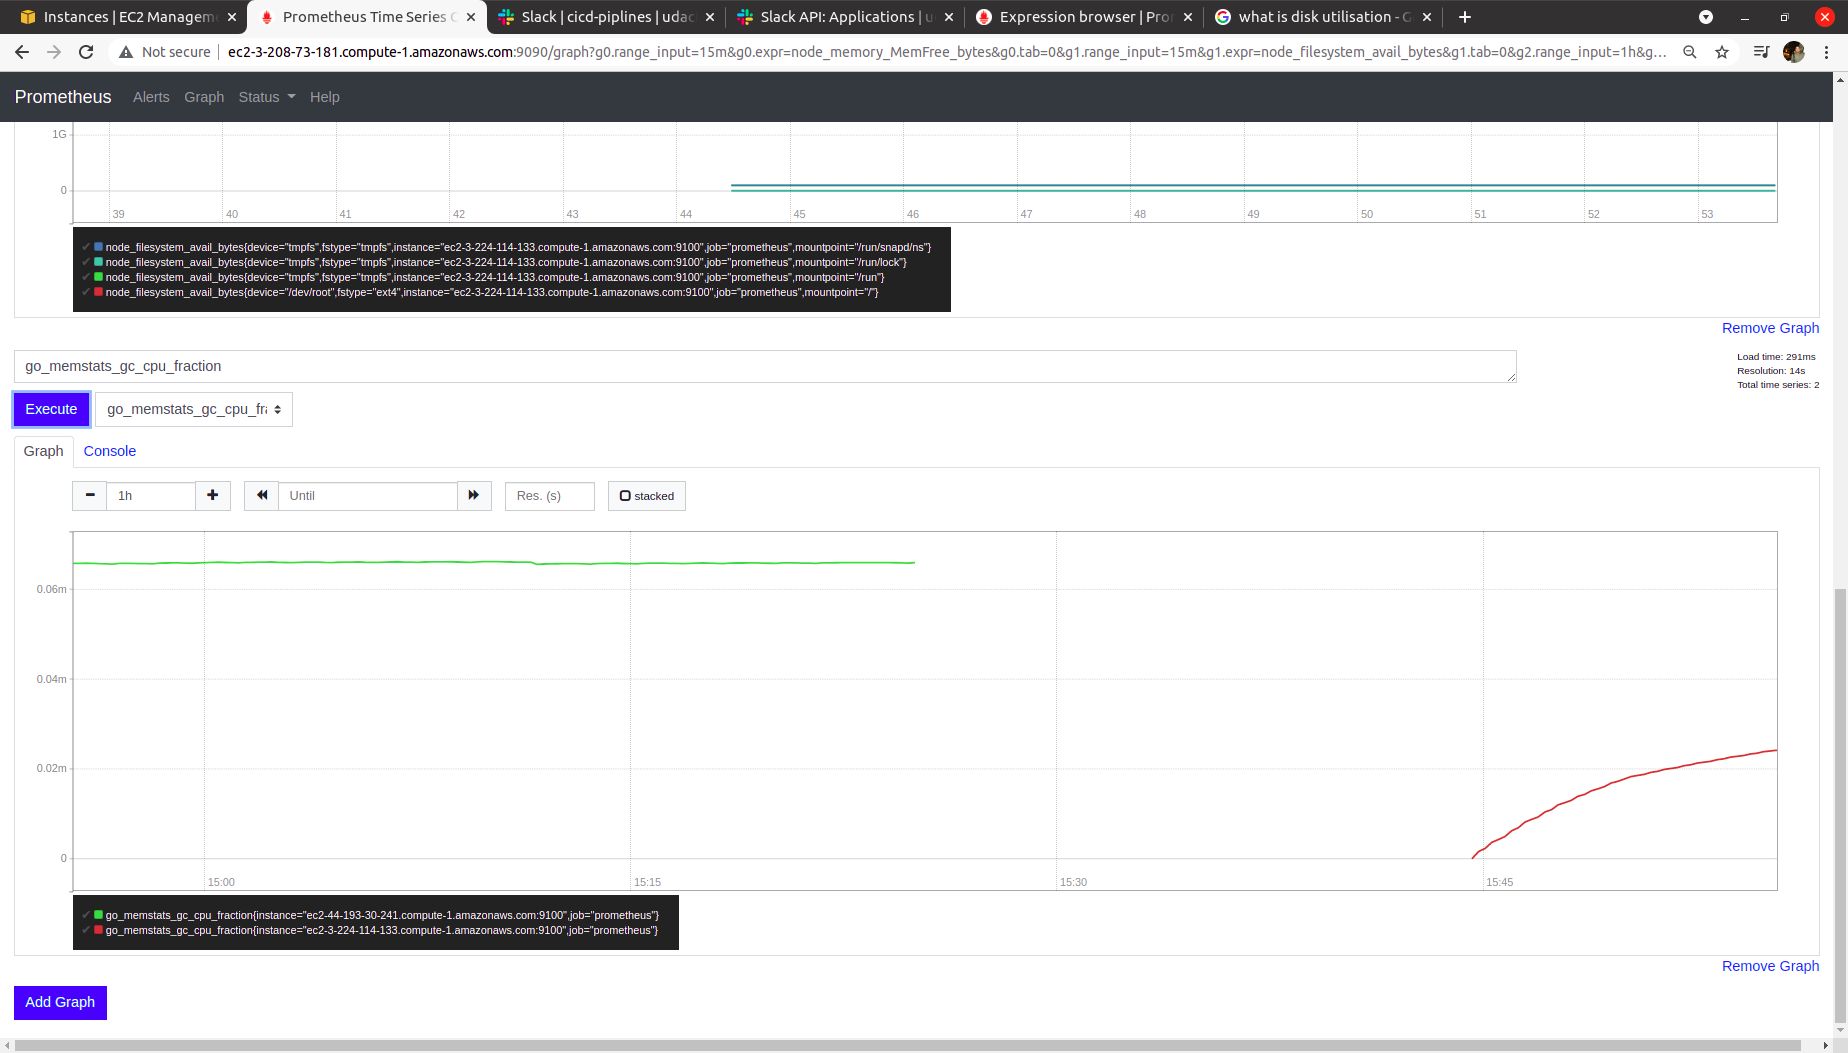 Instances | EC2 Managem
Prometheus Time Series C
Slack | cicd-piplines | udac
Slack API: Applications | u
Expression browser | Pro
what is disk utilisation - G
Not secure
ec2-3-208-73-181.compute-1.amazonaws.com:9090/graph?g0.range_input=15m&g0.expr=node_memory_MemFree_bytes&g0.tab=0&g1.range_input=15m&g1.expr=node_filesystem_avail_bytes&g1.tab=0&g2.range_input=1h&g...
Prometheus Alerts Graph Status Help
1G
0
39 40 41 42 43 44 45 46 47 48 49 50 51 52 53
node_filesystem_avail_bytes{device="tmpfs",fstype="tmpfs",instance="ec2-3-224-114-133.compute-1.amazonaws.com:9100",job="prometheus",mountpoint="/run/snapd/ns"}
node_filesystem_avail_bytes{device="tmpfs",fstype="tmpfs",instance="ec2-3-224-114-133.compute-1.amazonaws.com:9100",job="prometheus",mountpoint="/run/lock"}
node_filesystem_avail_bytes{device="tmpfs",fstype="tmpfs",instance="ec2-3-224-114-133.compute-1.amazonaws.com:9100",job="prometheus",mountpoint="/run"}
node_filesystem_avail_bytes{device="/dev/root",fstype="ext4",instance="ec2-3-224-114-133.compute-1.amazonaws.com:9100",job="prometheus",mountpoint="/"}
Remove Graph
go_memstats_gc_cpu_fraction
Load time: 291ms
Resolution: 14s
Total time series: 2
Execute
go_memstats_gc_cpu_fra
Graph Console
1h
Until
Res. (s)
stacked
0.06m
0.04m
0.02m
0
15:00 15:15 15:30 15:45
go_memstats_gc_cpu_fraction{instance="ec2-44-193-30-241.compute-1.amazonaws.com:9100",job="prometheus"}
go_memstats_gc_cpu_fraction{instance="ec2-3-224-114-133.compute-1.amazonaws.com:9100",job="prometheus"}
Remove Graph
Add Graph